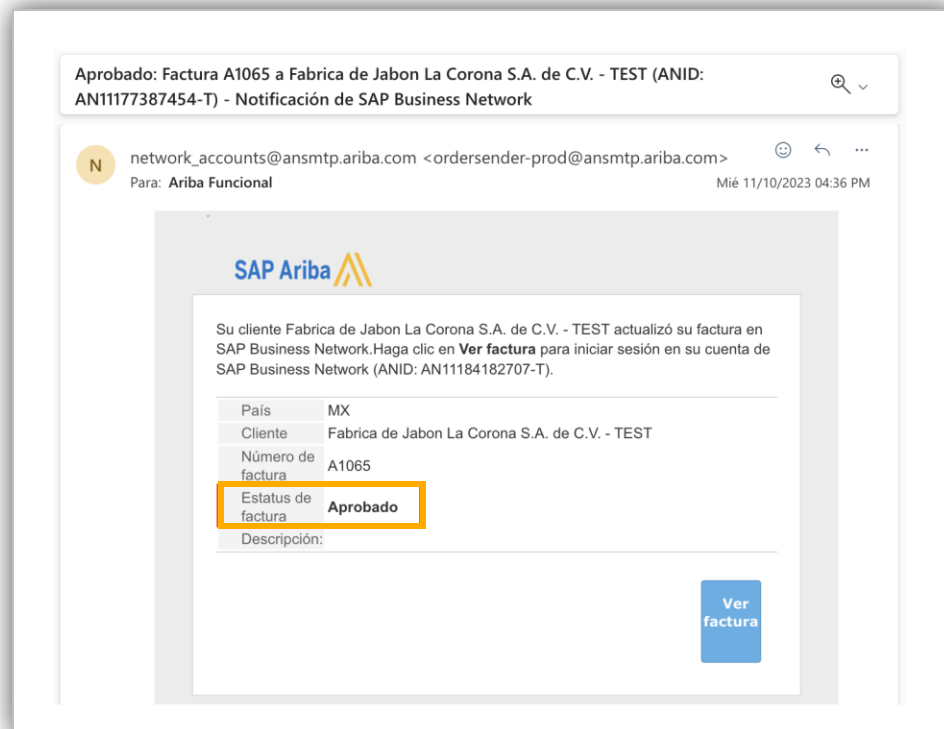 Aprobado: Factura A1065 a Fabrica de Jabon La Corona S.A. de C.V. - TEST (ANID:
AN11177387454-T) - Notificación de SAP Business Network
N
network_accounts@ansmtp.ariba.com <ordersender-prod@ansmtp.ariba.com>
Para: Ariba Funcional
Mié 11/10/2023 04:36 PM
SAP Ariba
Su cliente Fabrica de Jabon La Corona S.A. de C.V. - TEST actualizó su factura en
SAP Business Network.Haga clic en Ver factura para iniciar sesión en su cuenta de
SAP Business Network (ANID: AN11184182707-T).
País MX
Cliente Fabrica de Jabon La Corona S.A. de C.V. - TEST
Número de
factura A1065
Estatus de
factura Aprobado
Descripción:
Ver
factura